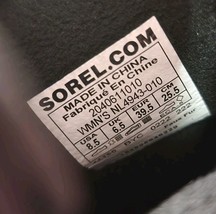 SOREL.COM
MADE IN CHINA
Fabriqué En Chine
2040611010
WMN'S NL4943-010
USA UK EUR CM
8.5 6.5 39.5 25.5